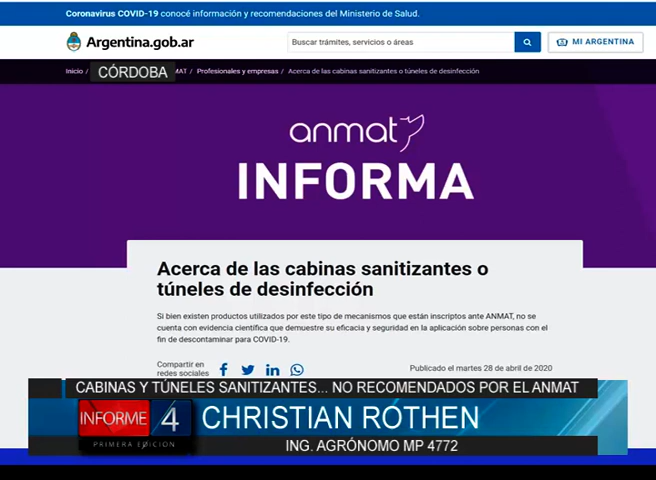 Coronavirus COVID-19 conocé información y recomendaciones del Ministerio de Salud.
Argentina.gob.ar
Buscar trámites, servicios o áreas
MI ARGENTINA
Inicio / CÓRDOBA MAT / Profesionales y empresas / Acerca de las cabinas sanitizantes o túneles de desinfección
anmat
INFORMA
Acerca de las cabinas sanitizantes o
túneles de desinfección
Si bien existen productos utilizados por este tipo de mecanismos que están inscriptos ante ANMAT, no se
cuenta con evidencia científica que demuestre su eficacia y seguridad en la aplicación sobre personas con el
fin de descontaminar para COVID-19.
Compartir en
redes sociales
Publicado el martes 28 de abril de 2020
CABINAS Y TÚNELES SANITIZANTES... NO RECOMENDADOS POR EL ANMAT
INFORME 4
PRIMERA EDICION
CHRISTIAN ROTHEN
ING. AGRÓNOMO MP 4772